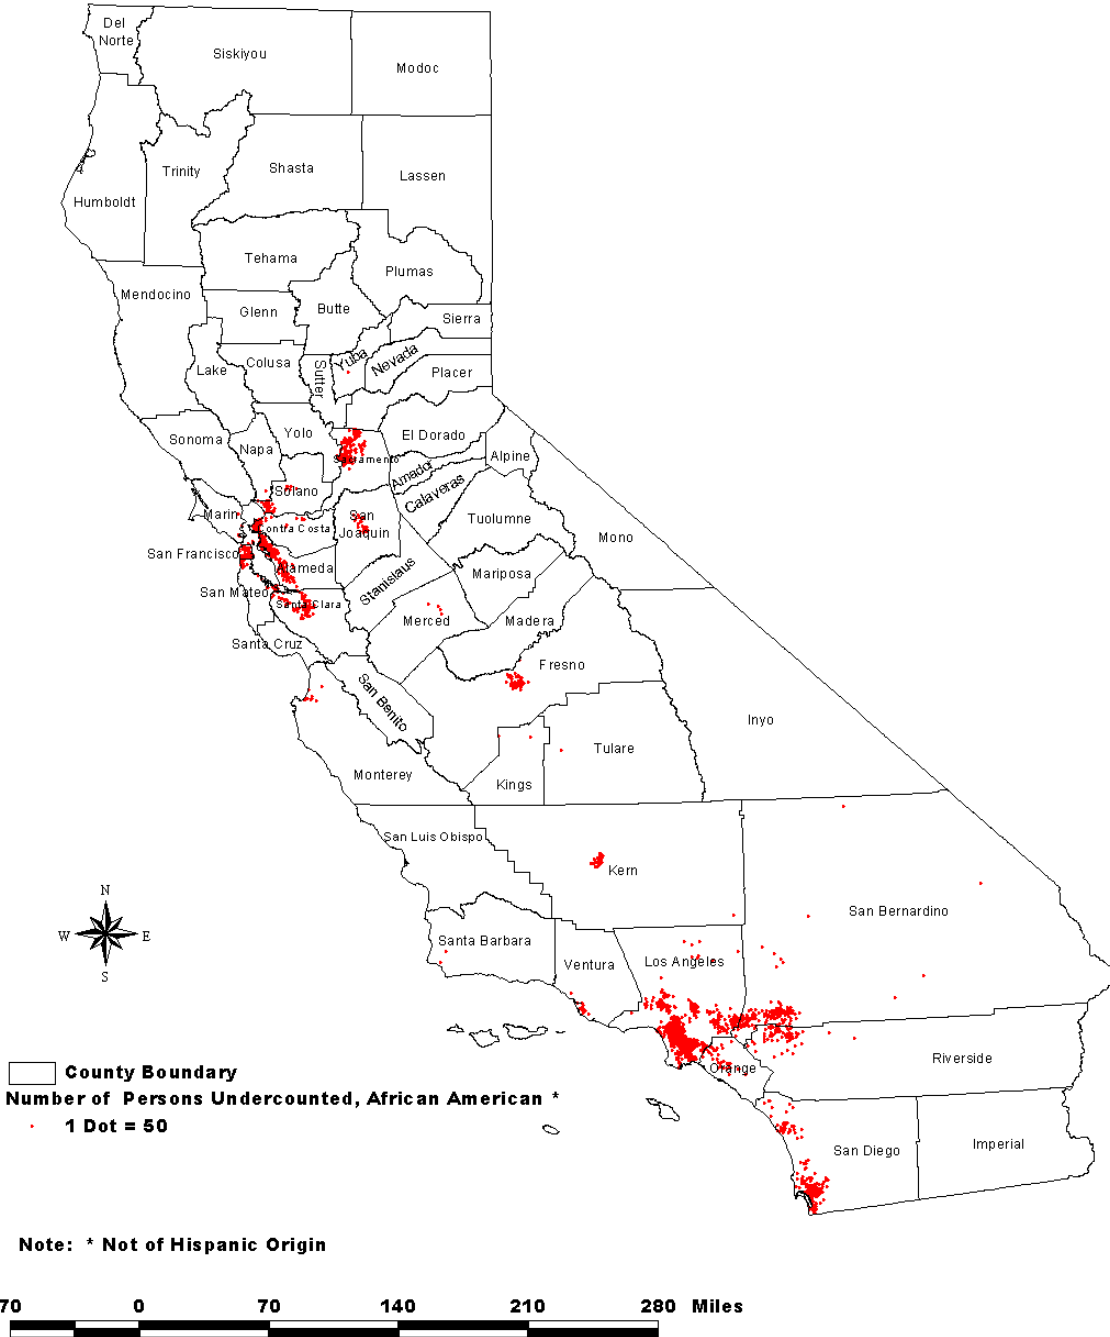 Del
Norte
Siskiyou
Modoc
Trinity
Shasta
Lassen
Humboldt
Tehama
Plumas
Mendocino
Glenn
Butte
Sierra
Lake
Colusa
Sutter
Yuba
Nevada
Placer
Sonoma
Napa
Yolo
El Dorado
Sacramento
Amador
Alpine
Solano
Calaveras
Marin
Contra Costa
San
Joaquin
Tuolumne
Mono
San Francisco
Alameda
Stanislaus
Mariposa
San Mateo
Santa Clara
Merced
Madera
Santa Cruz
Fresno
San Benito
Inyo
Tulare
Monterey
Kings
San Luis Obispo
Kern
San Bernardino
N
W
E
S
Santa Barbara
Ventura
Los Angeles
Orange
Riverside
San Diego
Imperial
County Boundary
Number of Persons Undercounted, African American *
1 Dot = 50
Note: * Not of Hispanic Origin
70 0 70 140 210 280 Miles